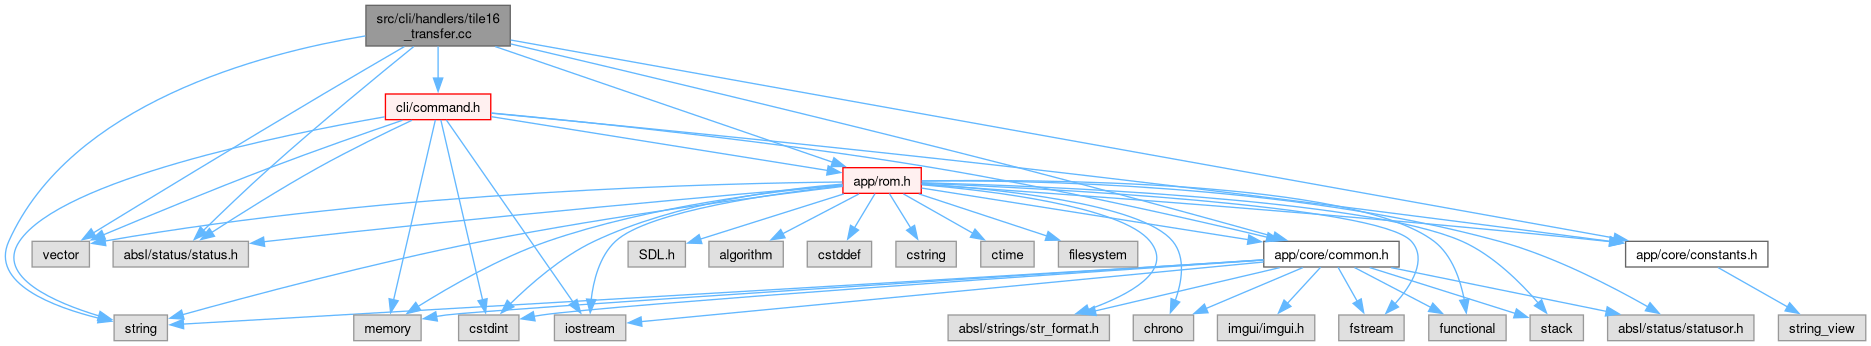 src/cli/handlers/tile16
_transfer.cc
cli/command.h
app/rom.h
vector
absl/status/status.h
SDL.h
algorithm
cstddef
cstring
ctime
filesystem
app/core/common.h
app/core/constants.h
string
memory
cstdint
iostream
absl/strings/str_format.h
chrono
imgui/imgui.h
fstream
functional
stack
absl/status/statusor.h
string_view